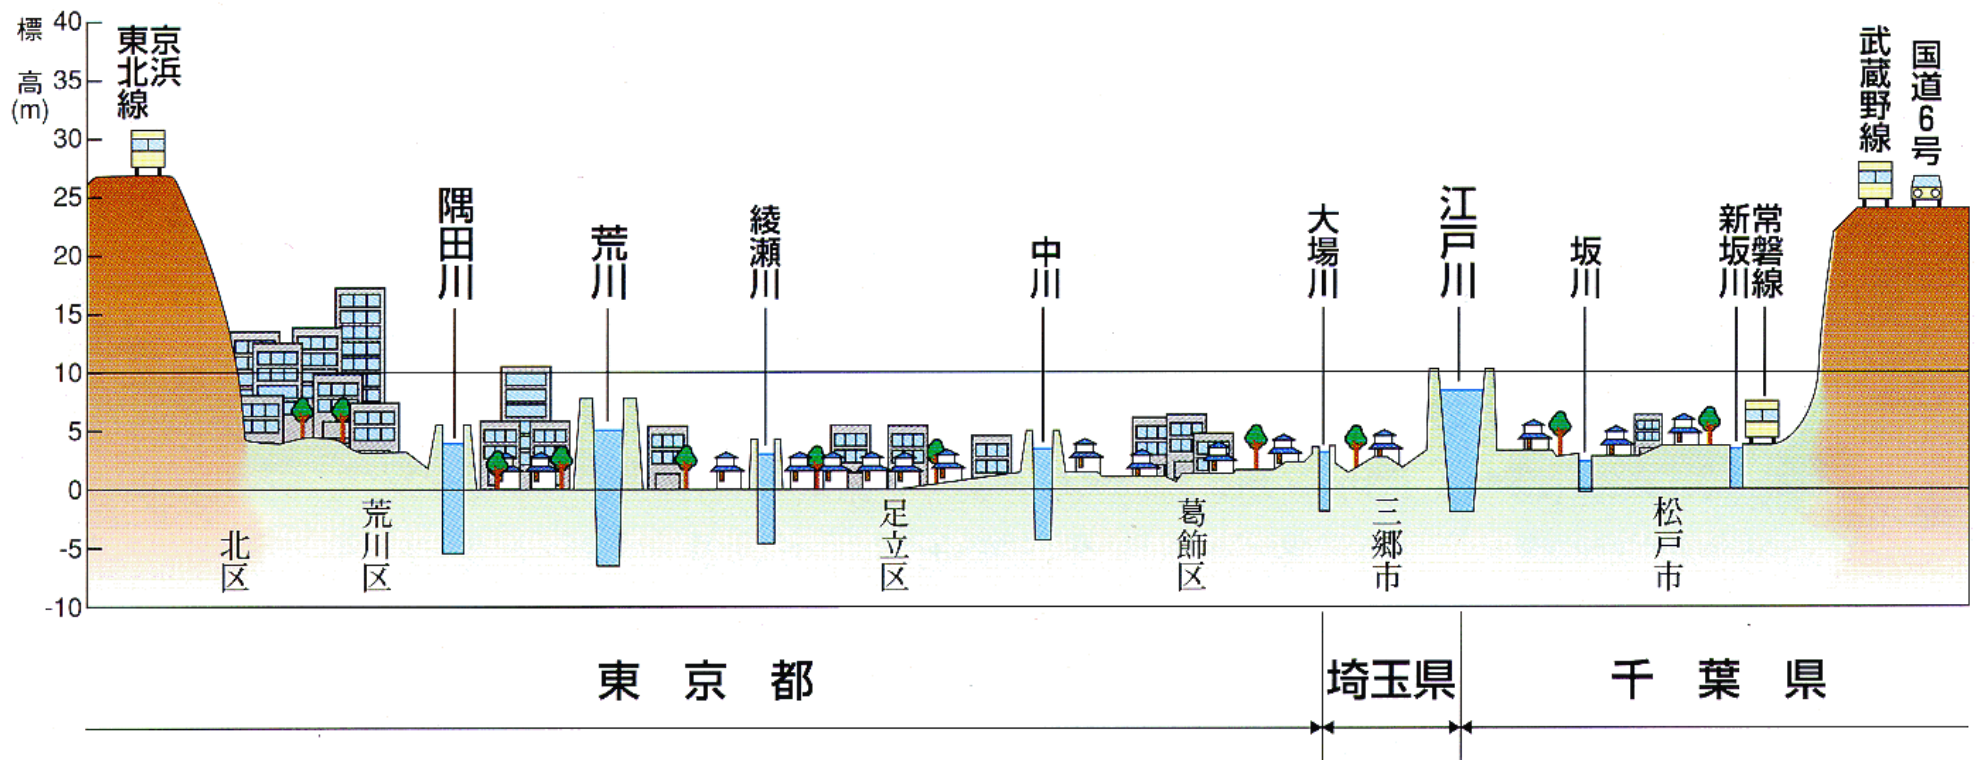 標高(m)
40
35
30
25
20
15
10
5
0
-5
-10
京浜
東北線
隅田川
荒川
綾瀬川
中川
大場川
江戸川
坂川
新坂川
常磐線
武蔵野線
国道6号
北区
荒川区
足立区
葛飾区
三郷市
松戸市
東京都
埼玉県
千葉県